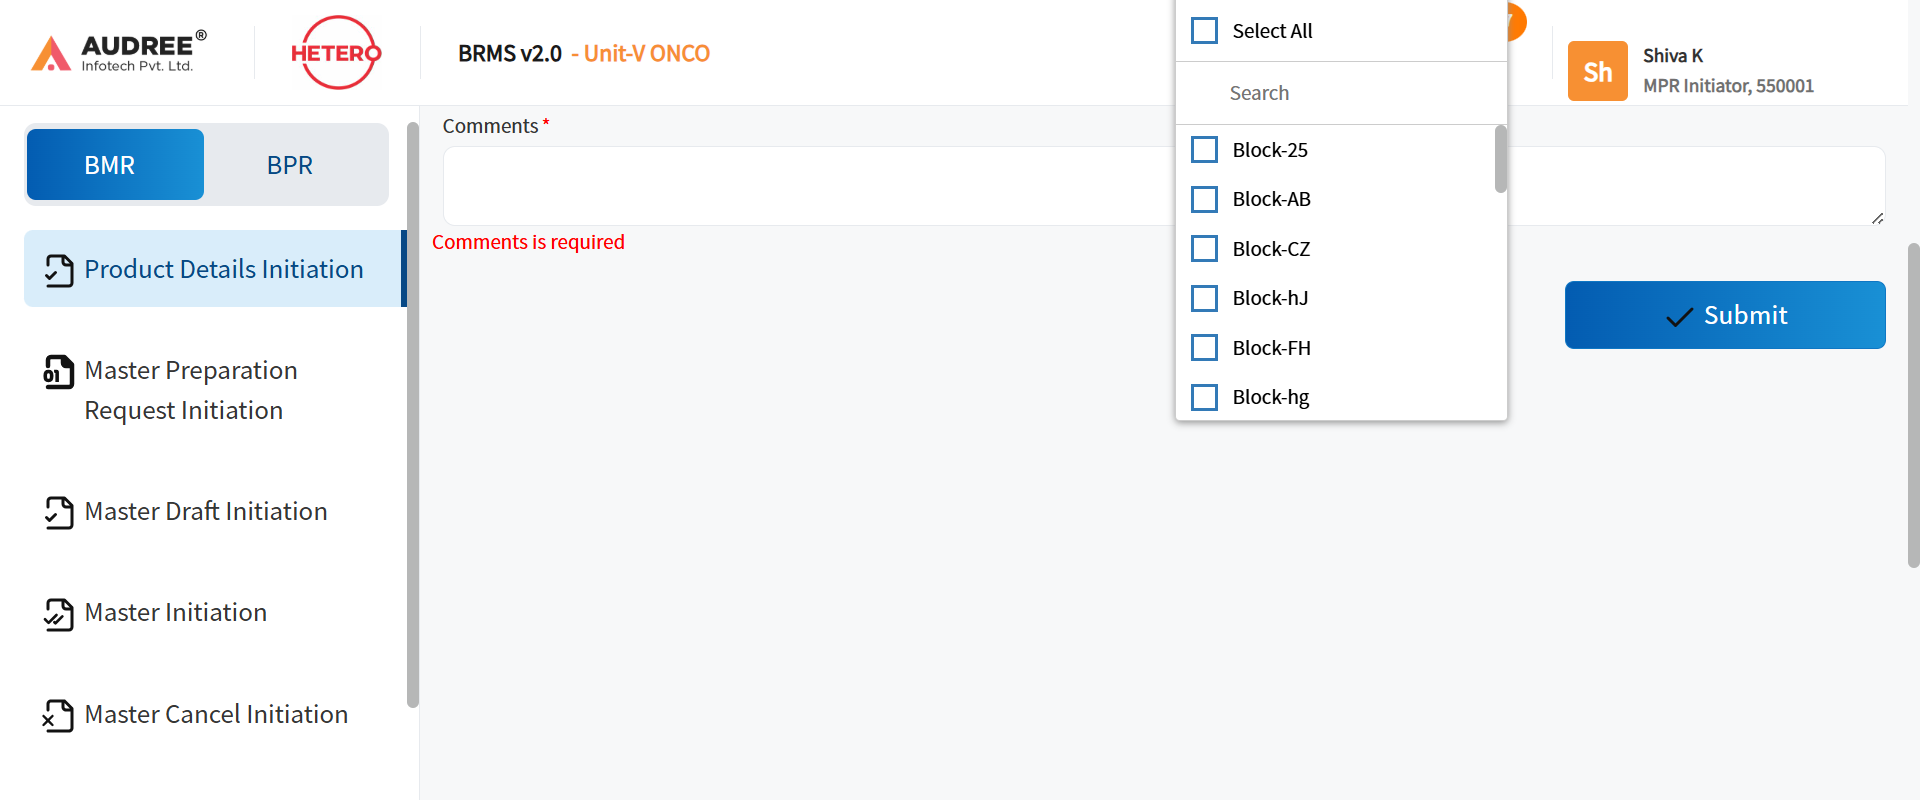 AUDREE®
Infotech Pvt. Ltd.
HETERO
BRMS v2.0 - Unit-V ONCO
Sh
Shiva K
MPR Initiator, 550001
BMR
BPR
Product Details Initiation
Master Preparation
Request Initiation
Master Draft Initiation
Master Initiation
Master Cancel Initiation
Comments *
Comments is required
Select All
Search
Block-25
Block-AB
Block-CZ
Block-hJ
Block-FH
Block-hg
Submit